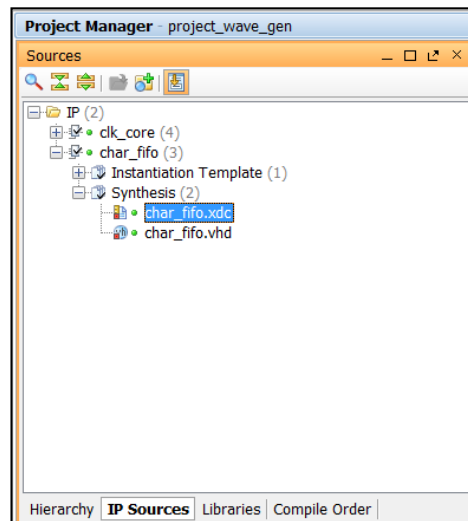 Project Manager - project_wave_gen
Sources
IP (2)
clk_core (4)
char_fifo (3)
Instantiation Template (1)
Synthesis (2)
char_fifo.xdc
char_fifo.vhd
Hierarchy IP Sources Libraries Compile Order